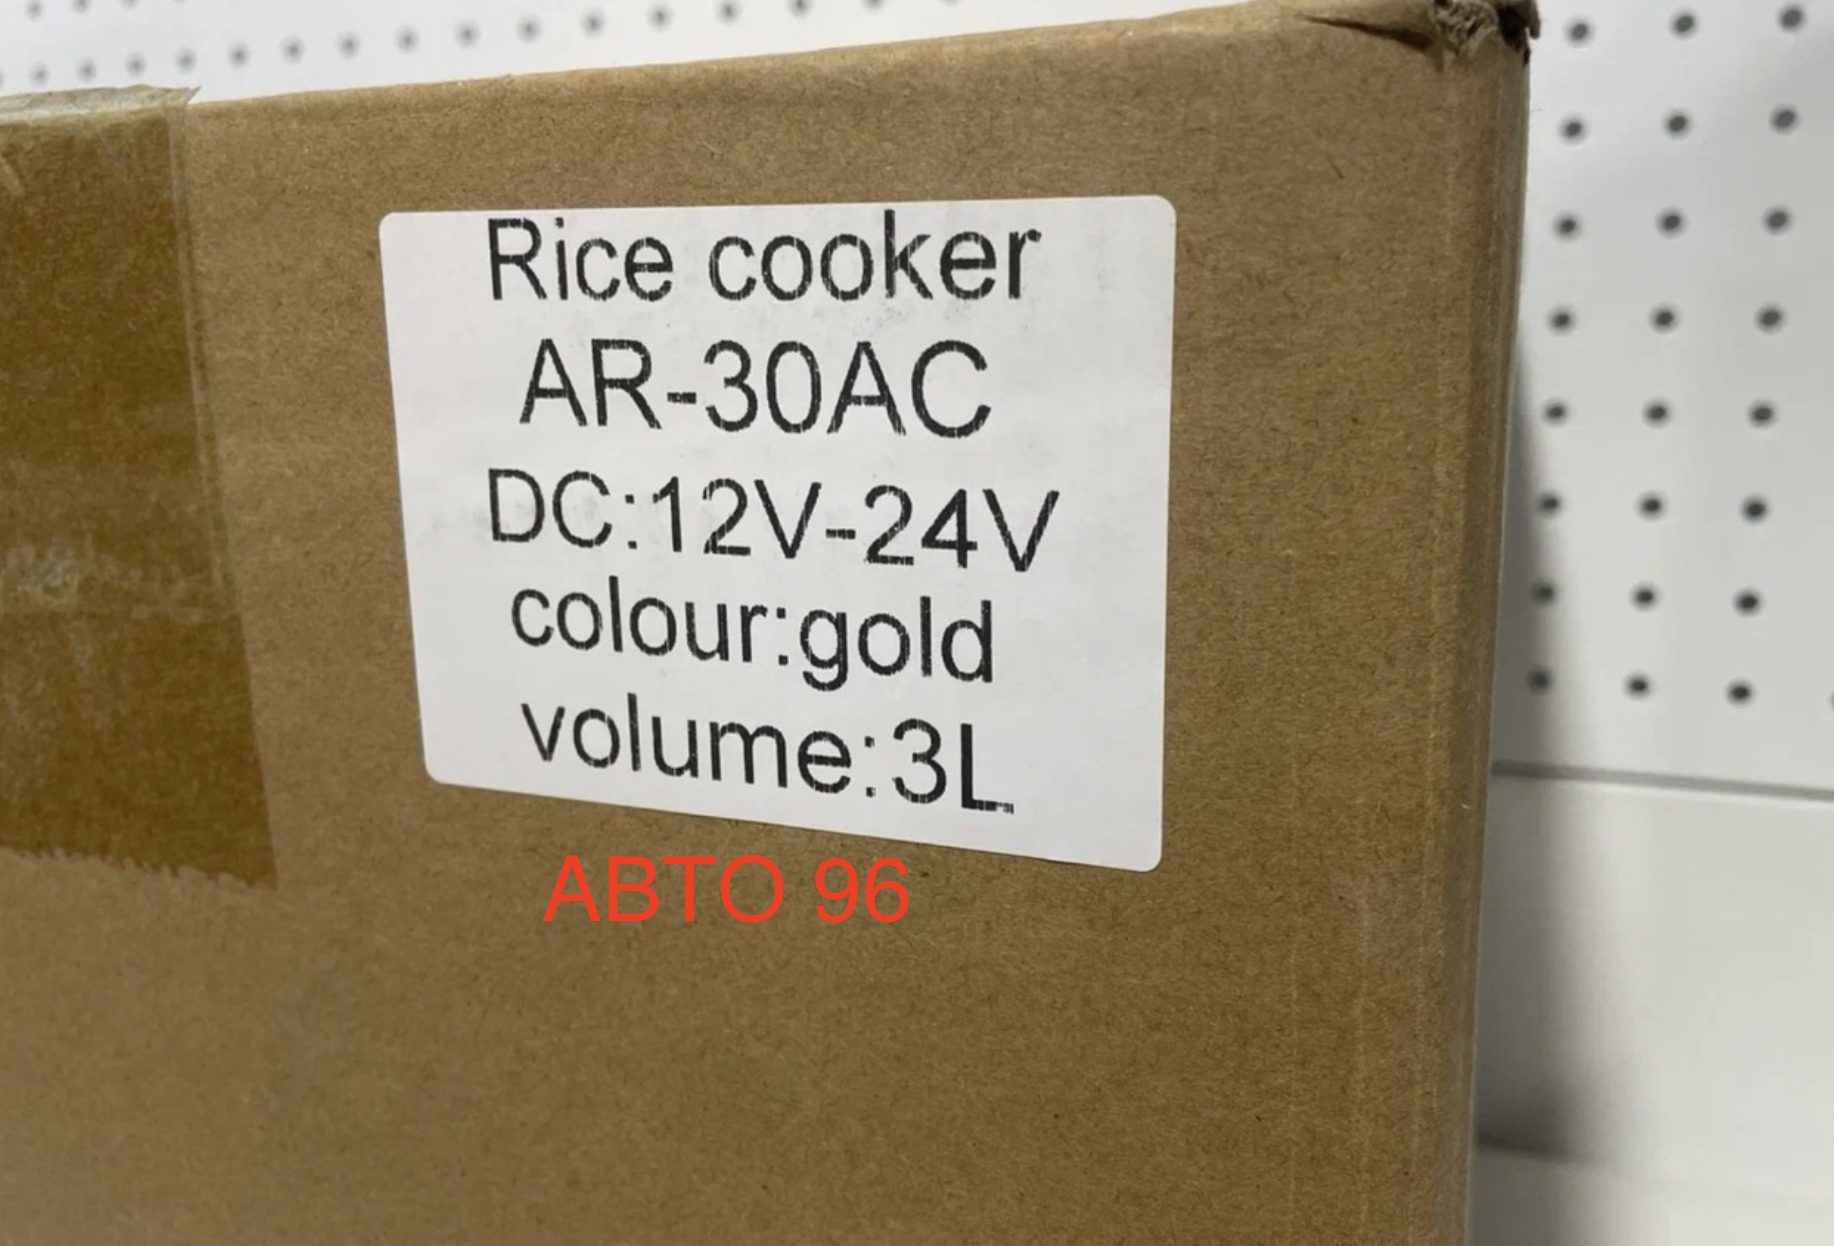 Rice cooker
AR-30AC
DC:12V-24V
colour:gold
volume:3L
АВТО 96